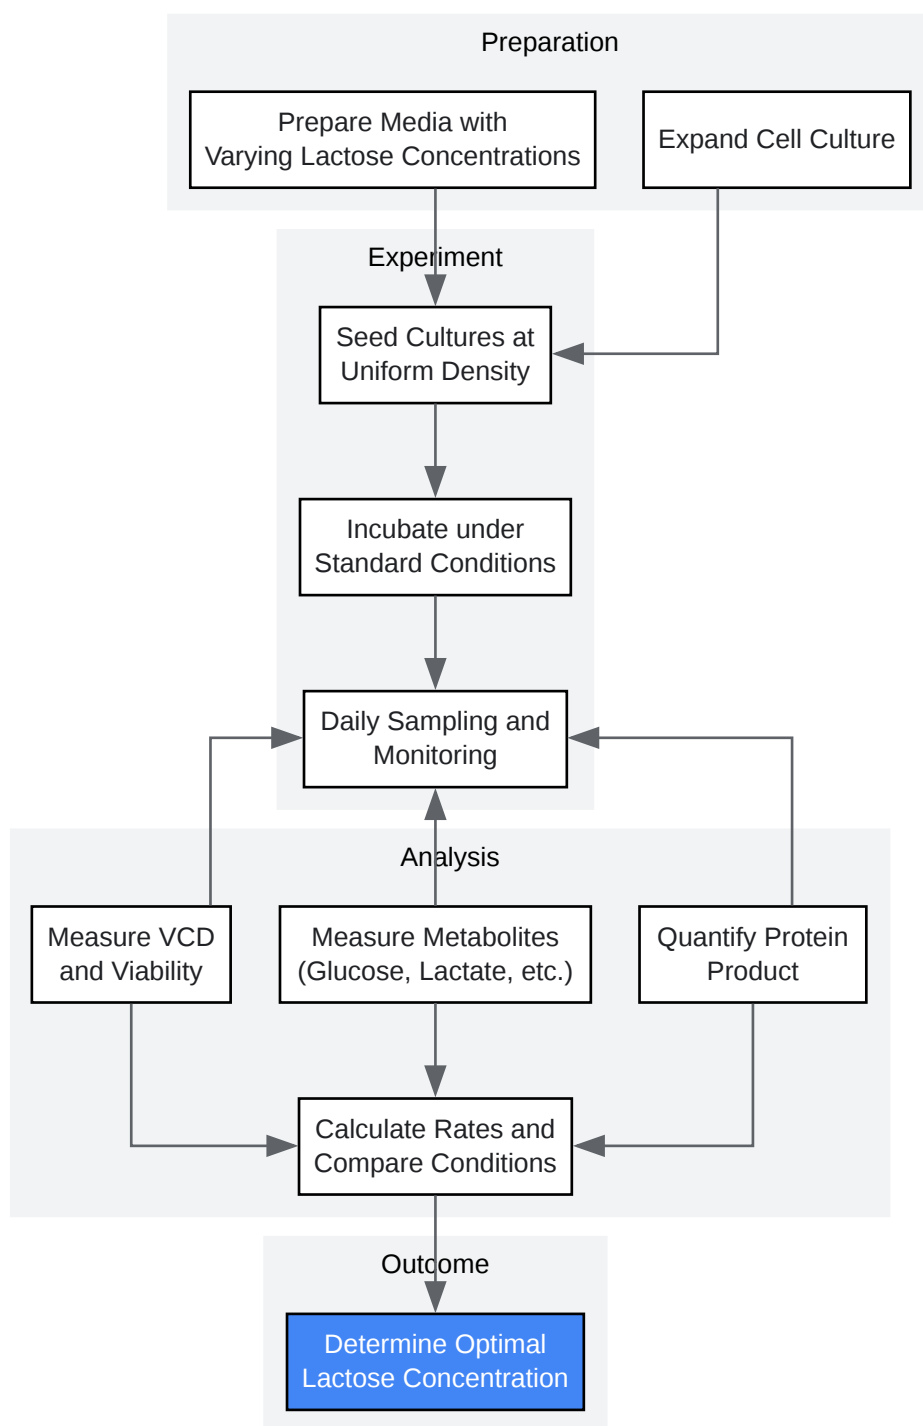 Preparation
Prepare Media with
Varying Lactose Concentrations
Expand Cell Culture
Experiment
Seed Cultures at
Uniform Density
Incubate under
Standard Conditions
Daily Sampling and
Monitoring
Analysis
Measure VCD
and Viability
Measure Metabolites
(Glucose, Lactate, etc.)
Quantify Protein
Product
Calculate Rates and
Compare Conditions
Outcome
Determine Optimal
Lactose Concentration